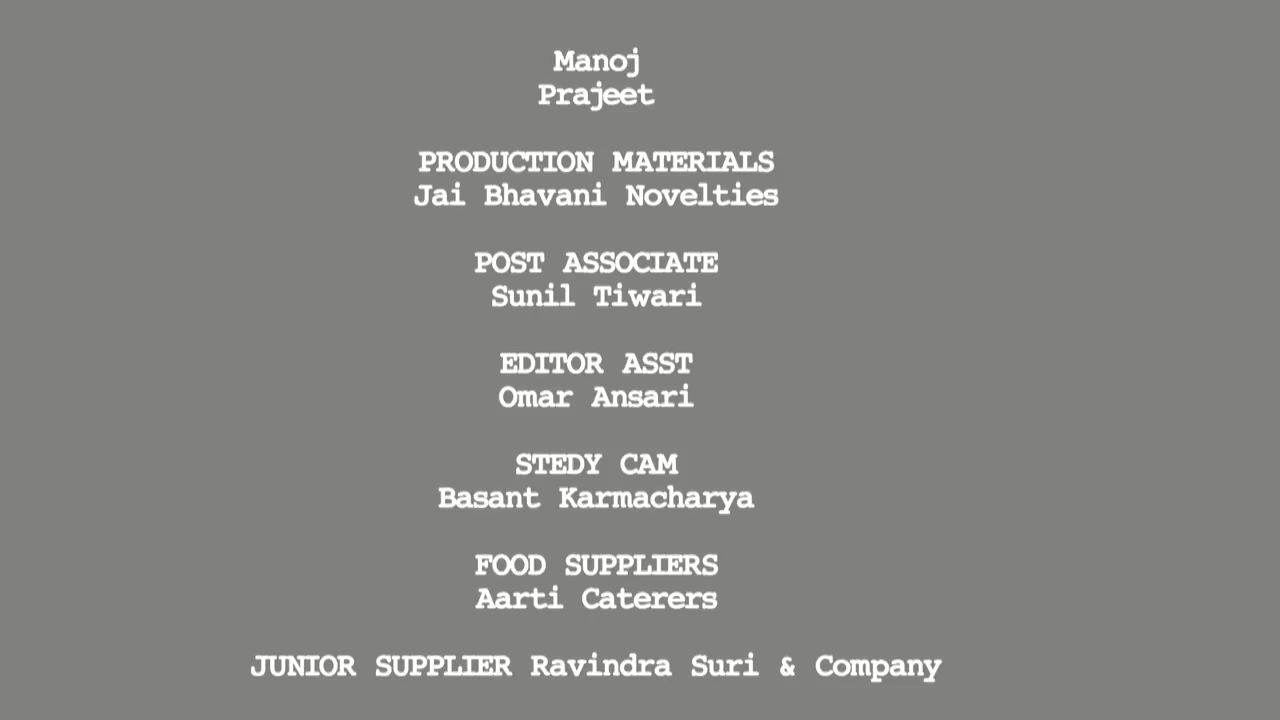 Manoj
Prajeet
PRODUCTION MATERIALS
Jai Bhavani Novelties
POST ASSOCIATE
Sunil Tiwari
EDITOR ASST
Omar Ansari
STEDY CAM
Basant Karmacharya
FOOD SUPPLIERS
Aarti Caterers
JUNIOR SUPPLIER Ravindra Suri & Company